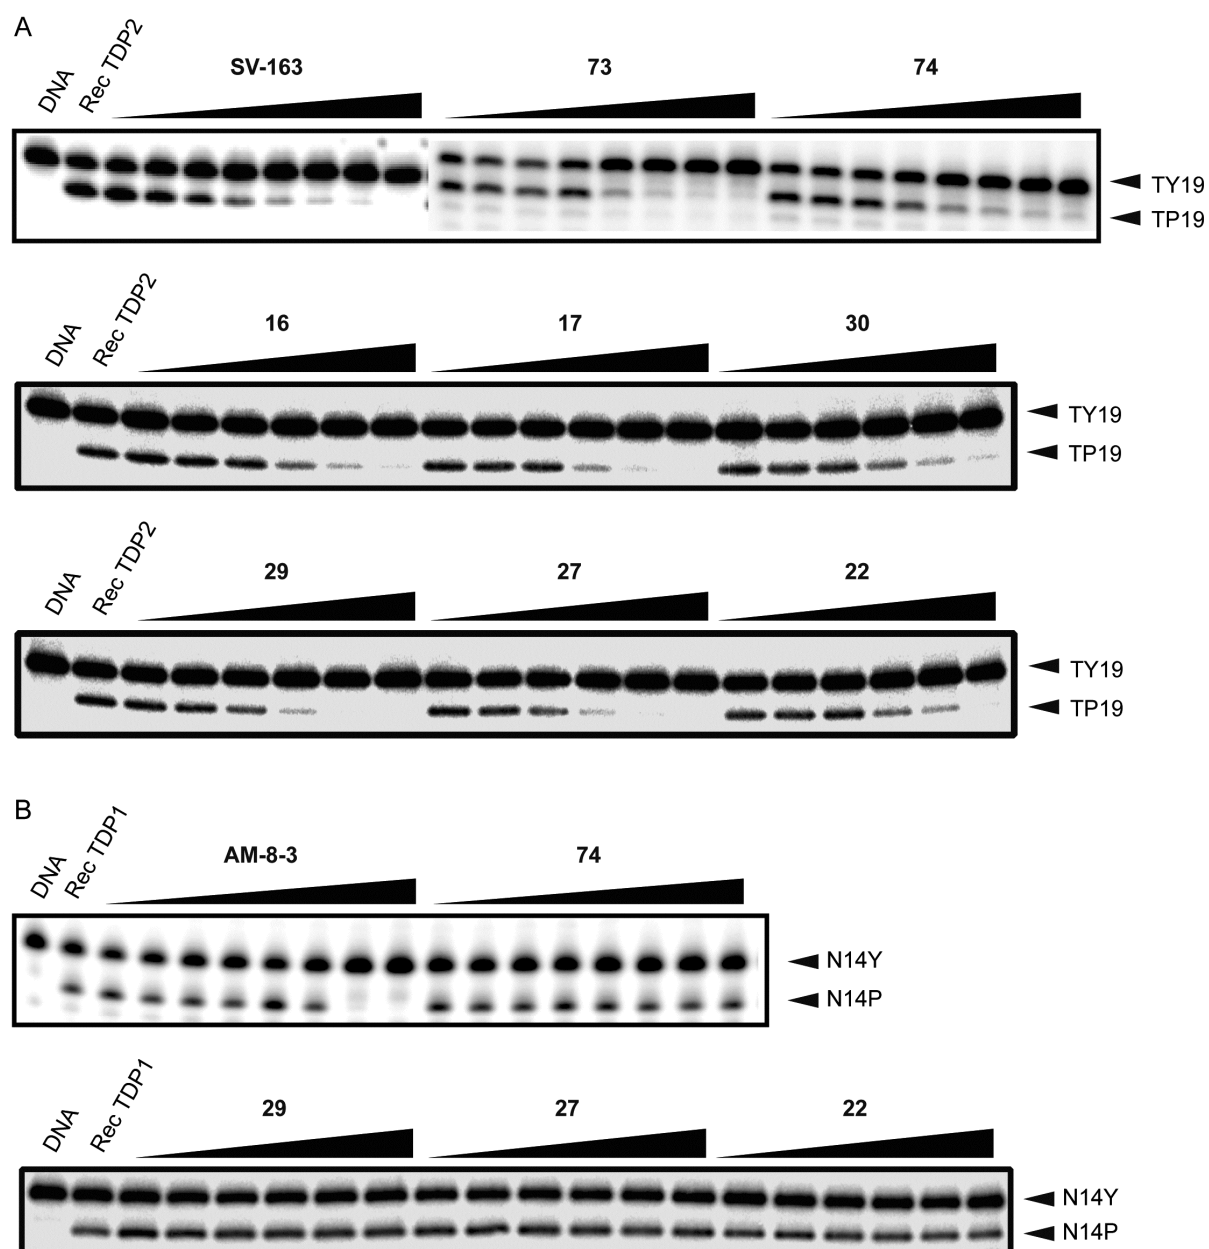 A
DNA
Rec TDP2
SV-163
73
74
TY19
TP19
DNA
Rec TDP2
16
17
30
TY19
TP19
DNA
Rec TDP2
29
27
22
TY19
TP19
B
DNA
Rec TDP1
AM-8-3
74
N14Y
N14P
DNA
Rec TDP1
29
27
22
N14Y
N14P